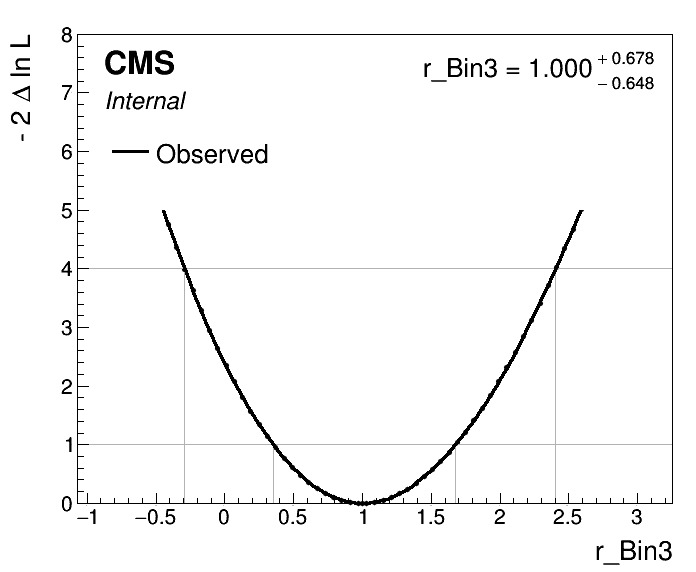 CMS
Internal
r_Bin3 = 1.000 +0.678 −0.648
Observed
- 2 Δ ln L
8
7
6
5
4
3
2
1
0
−1 −0.5 0 0.5 1 1.5 2 2.5 3
r_Bin3